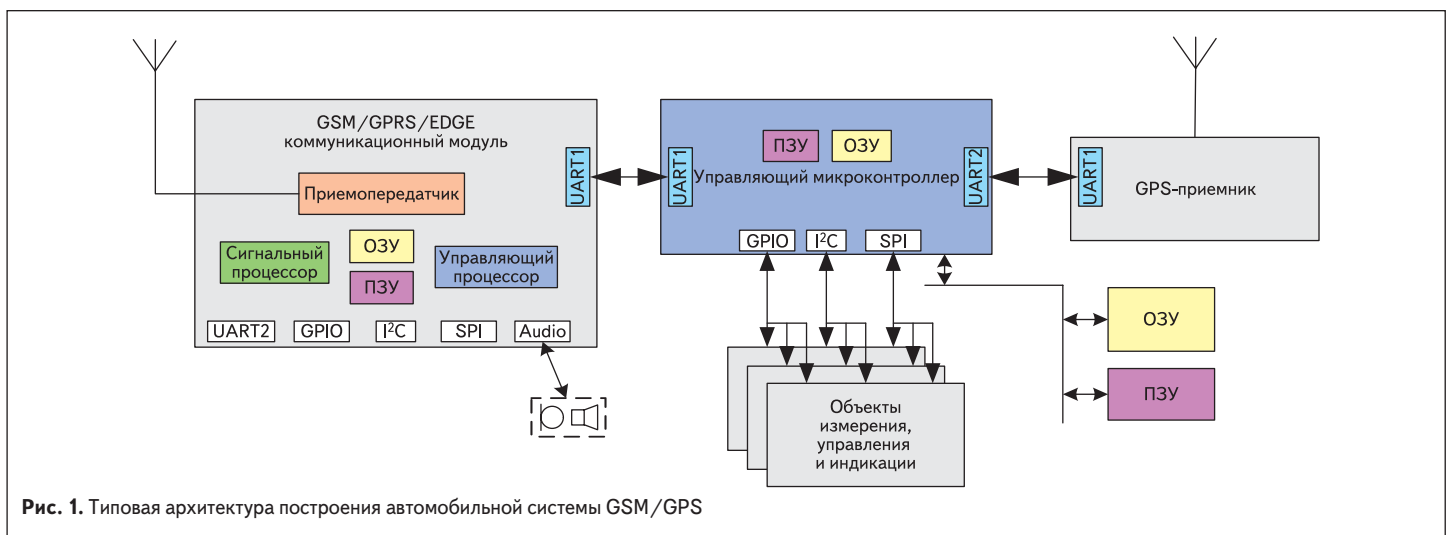 GSM/GPRS/EDGE
коммуникационный модуль
UART1
Приемопередатчик
Сигнальный
процессор
ОЗУ
ПЗУ
Управляющий
процессор
UART2
GPIO
I²C
SPI
Audio
ПЗУ
ОЗУ
UART1
Управляющий микроконтроллер
UART2
GPIO
I²C
SPI
UART1
GPS-приемник
ОЗУ
ПЗУ
Объекты
измерения,
управления
и индикации
Рис. 1. Типовая архитектура построения автомобильной системы GSM/GPS